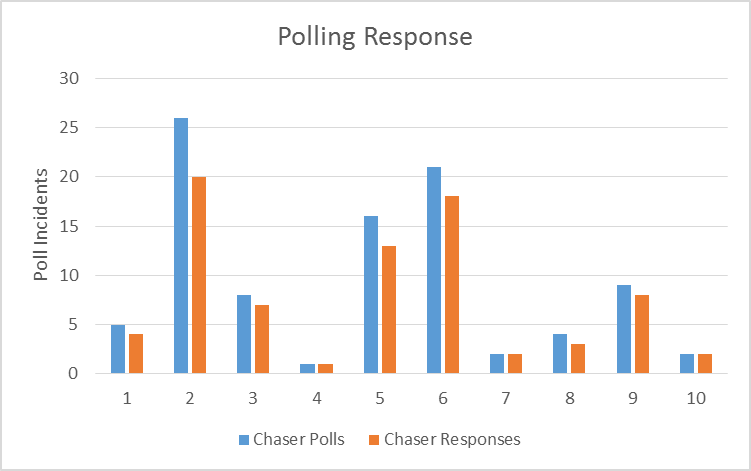 Polling Response
30
25
20
15
10
5
0
Poll Incidents
1 2 3 4 5 6 7 8 9 10
Chaser Polls Chaser Responses